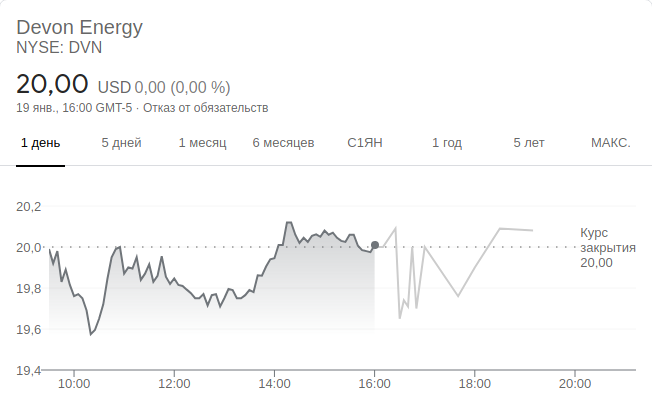 Devon Energy
NYSE: DVN
20,00 USD 0,00 (0,00 %)
19 янв., 16:00 GMT-5 · Отказ от обязательств
1 день 5 дней 1 месяц 6 месяцев С1ЯН 1 год 5 лет МАКС.
20,2
Курс
20,0 закрытия
20,00
19,8
19,6
19,4
10:00 12:00 14:00 16:00 18:00 20:00